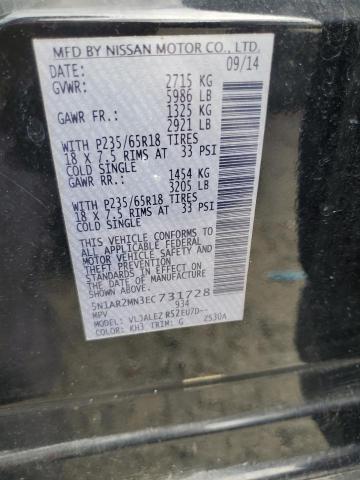 MFD BY NISSAN MOTOR CO., LTD.
DATE: 09/14
GVWR: 2715 KG
5986 LB
GAWR FR.: 1325 KG
2921 LB
WITH P235/65R18 TIRES
18 X 7.5 RIMS AT 33 PSI
COLD SINGLE
GAWR RR.: 1454 KG
3205 LB
WITH P235/65R18 TIRES
18 X 7.5 RIMS AT 33 PSI
COLD SINGLE
THIS VEHICLE CONFORMS TO
ALL APPLICABLE FEDERAL
MOTOR VEHICLE SAFETY AND
THEFT PREVENTION
STANDARDS IN EFFECT ON
THE DATE OF MANUFACTURE
SHOWN ABOVE.
5N1AR2MN3EC731728
MPV 934
MODEL: VLJALEZ RS2EU7D--
COLOR: KH3 TRIM: G ZS30A